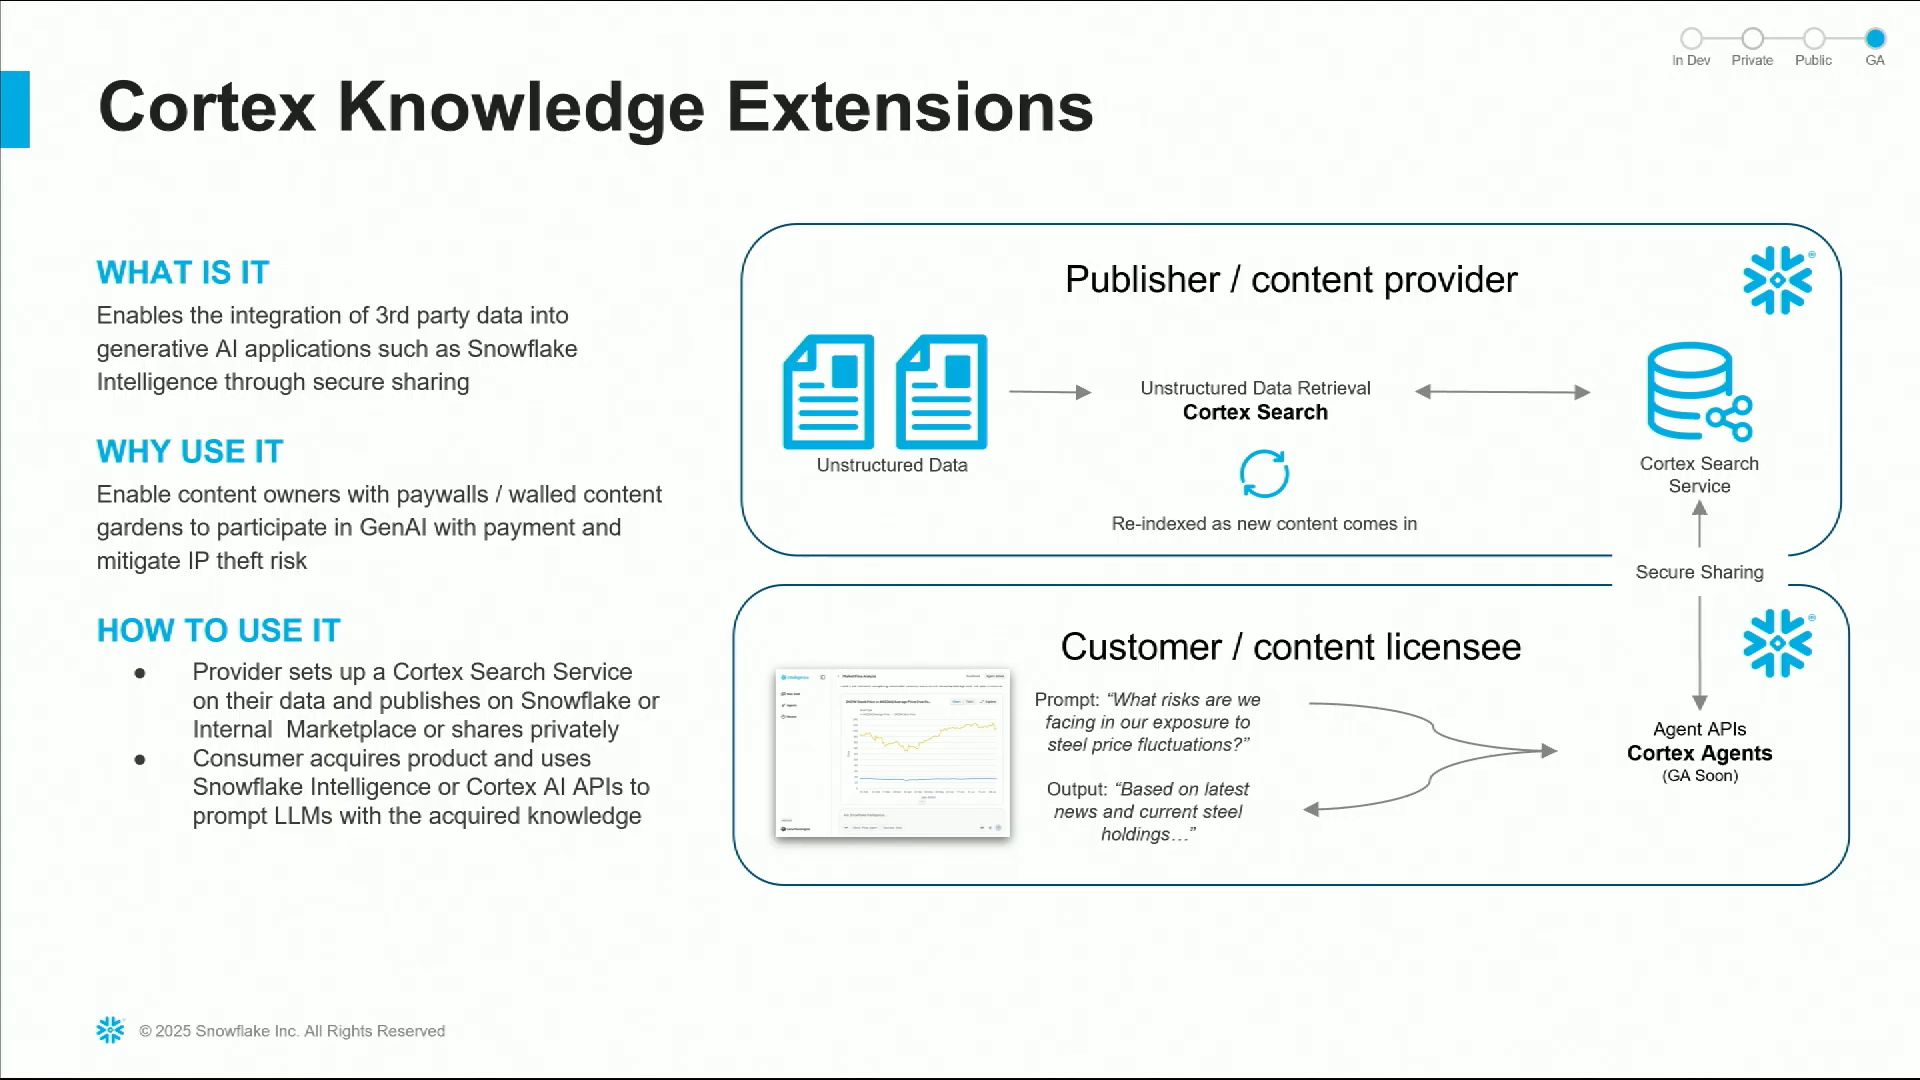 In Dev Private Public GA
Cortex Knowledge Extensions
WHAT IS IT
Enables the integration of 3rd party data into
generative AI applications such as Snowflake
Intelligence through secure sharing
WHY USE IT
Enable content owners with paywalls / walled content
gardens to participate in GenAI with payment and
mitigate IP theft risk
HOW TO USE IT
● Provider sets up a Cortex Search Service
on their data and publishes on Snowflake or
Internal Marketplace or shares privately
● Consumer acquires product and uses
Snowflake Intelligence or Cortex AI APIs to
prompt LLMs with the acquired knowledge
Publisher / content provider
Unstructured Data
Unstructured Data Retrieval
Cortex Search
Re-indexed as new content comes in
Cortex Search
Service
Secure Sharing
Customer / content licensee
Prompt: “What risks are we
facing in our exposure to
steel price fluctuations?”
Output: “Based on latest
news and current steel
holdings…”
Agent APIs
Cortex Agents
(GA Soon)
© 2025 Snowflake Inc. All Rights Reserved